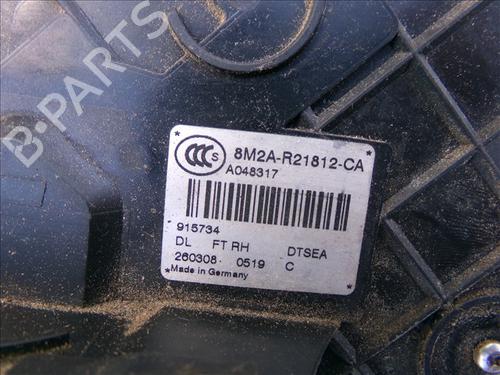 B-PARTS
CCC S 8M2A-R21812-CA
A048317
915734
DL FT RH DTSEA
260308 0519 C
Made in Germany